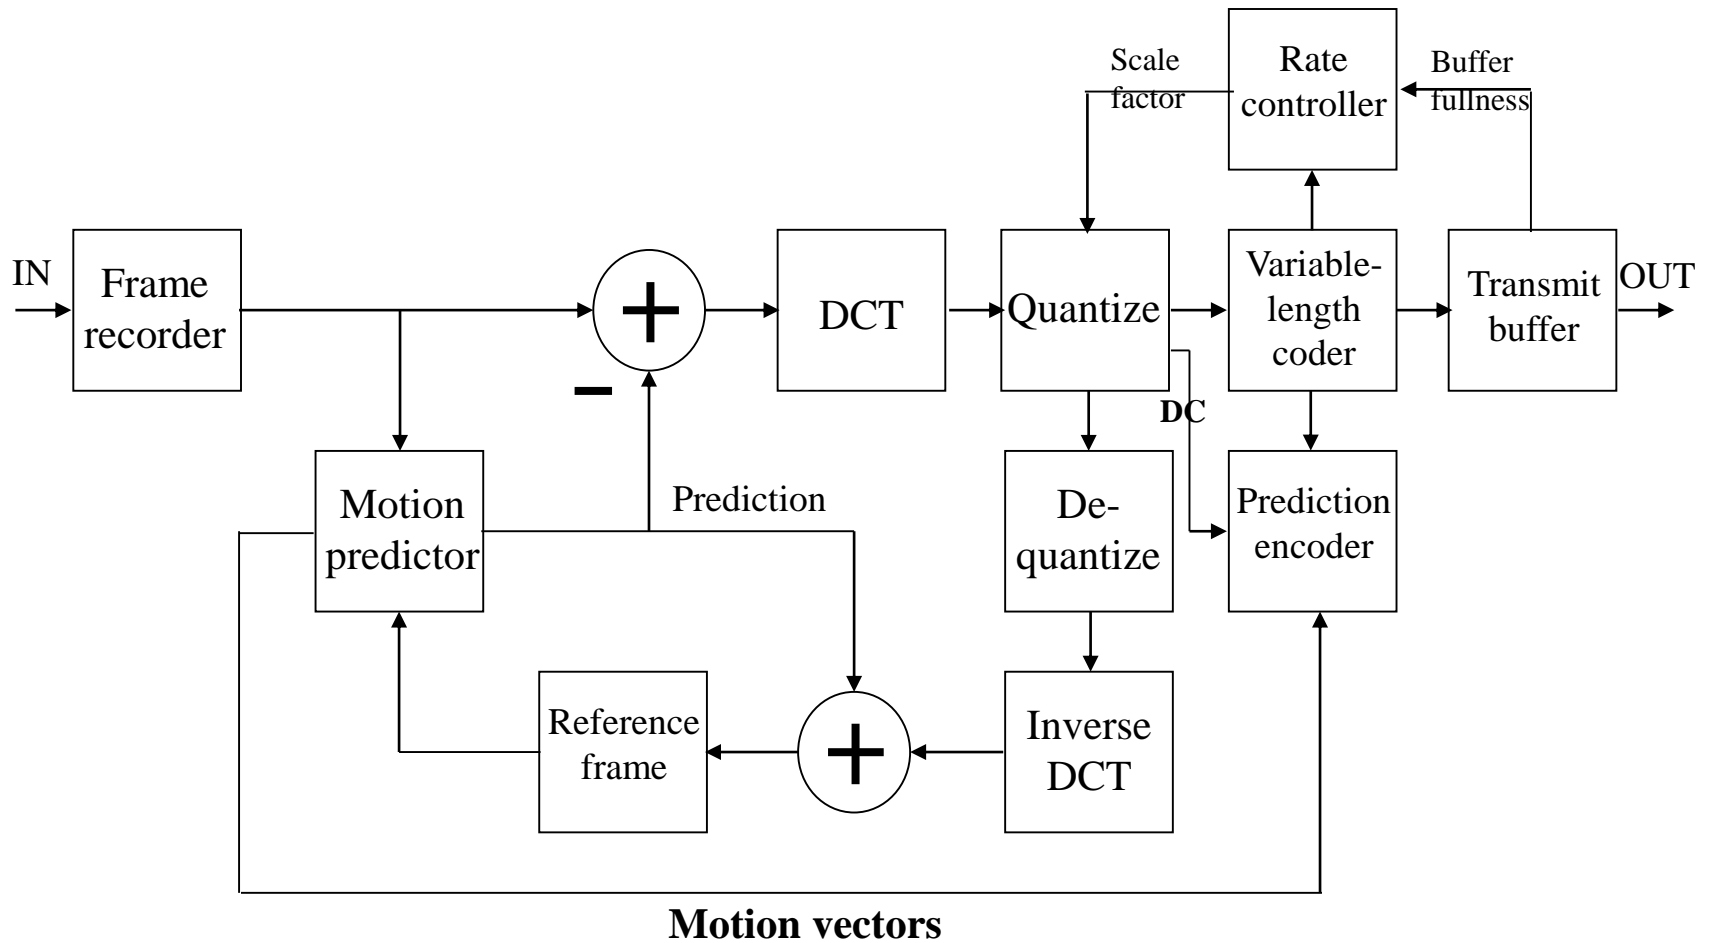 Scale
factor
Rate
controller
Buffer
fullness
IN
Frame
recorder
+
DCT
Quantize
Variable-
length
coder
Transmit
buffer
OUT
−
DC
Motion
predictor
Prediction
De-
quantize
Prediction
encoder
Reference
frame
+
Inverse
DCT
Motion vectors